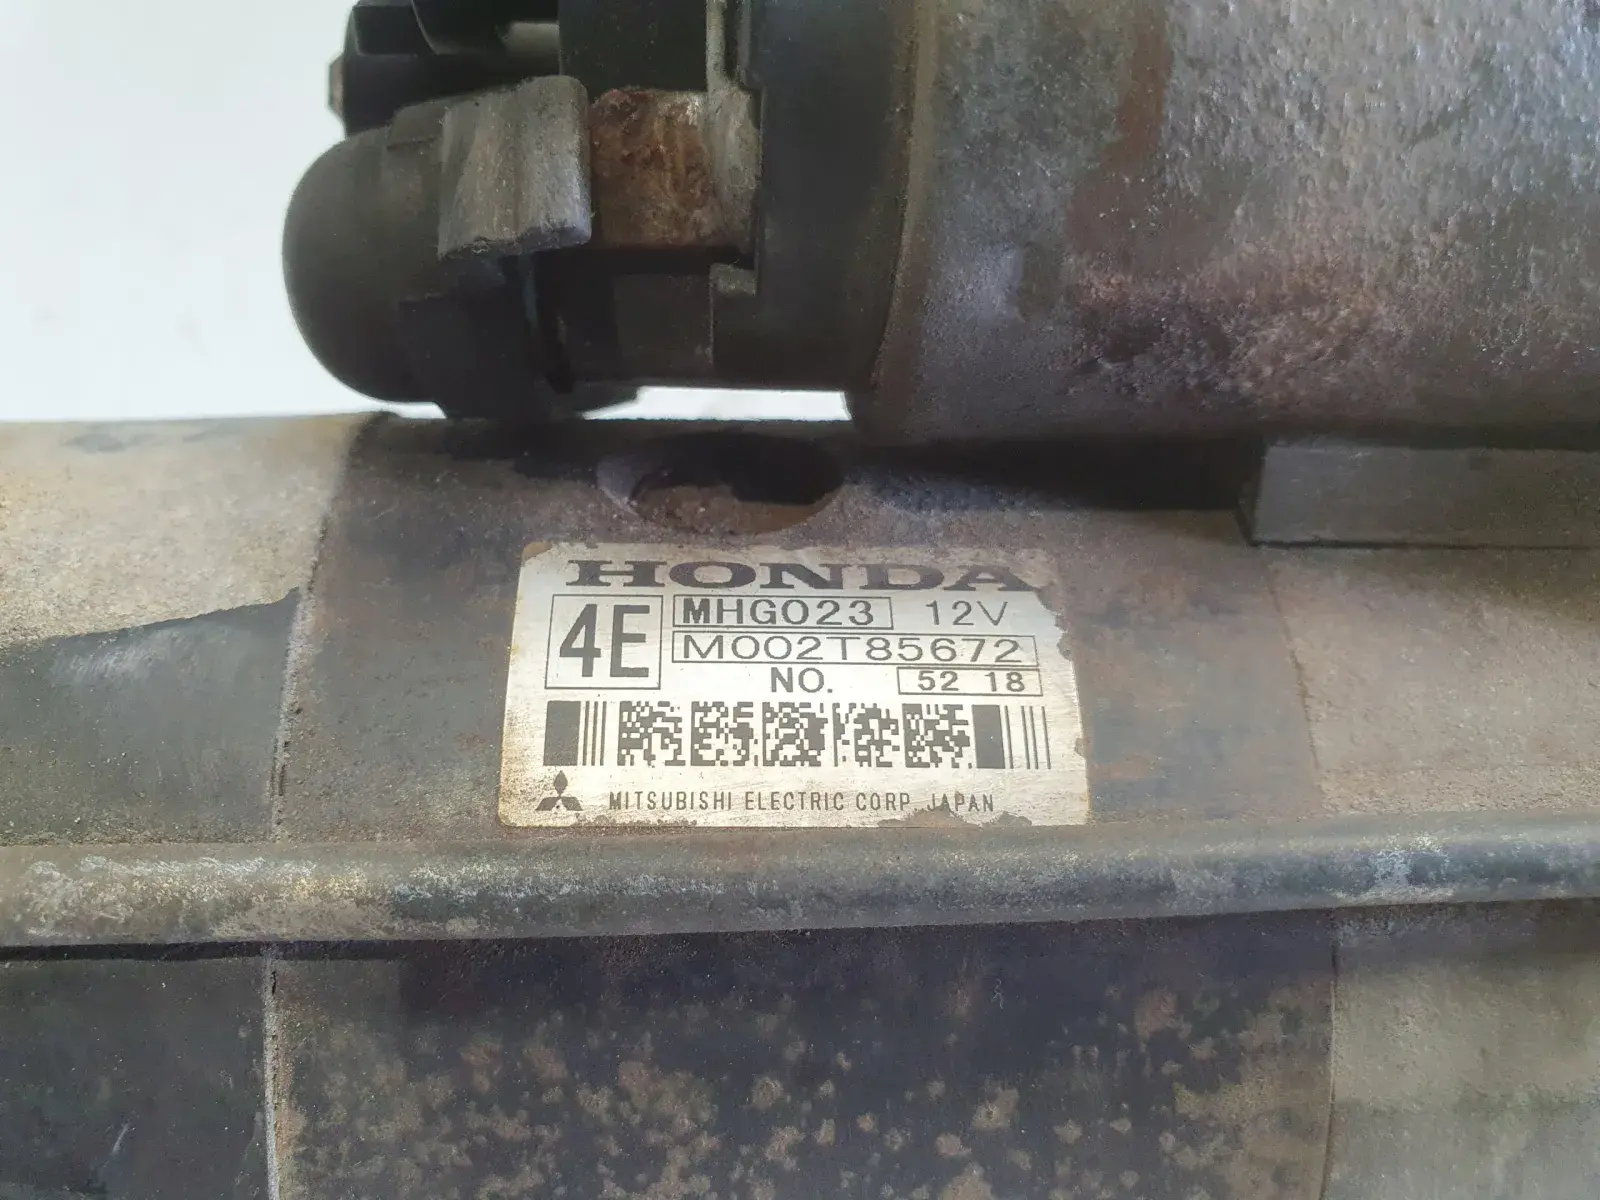 HONDA
4E MHG023 12V
M002T85672
NO. 52 18
MITSUBISHI ELECTRIC CORP. JAPAN